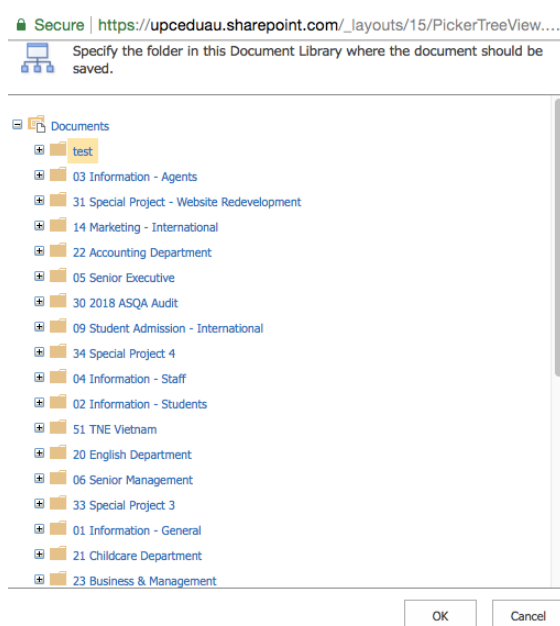 Secure | https://upceduau.sharepoint.com/_layouts/15/PickerTreeView....
Specify the folder in this Document Library where the document should be
saved.
Documents
test
03 Information - Agents
31 Special Project - Website Redevelopment
14 Marketing - International
22 Accounting Department
05 Senior Executive
30 2018 ASQA Audit
09 Student Admission - International
34 Special Project 4
04 Information - Staff
02 Information - Students
51 TNE Vietnam
20 English Department
06 Senior Management
33 Special Project 3
01 Information - General
21 Childcare Department
23 Business & Management
OK Cancel